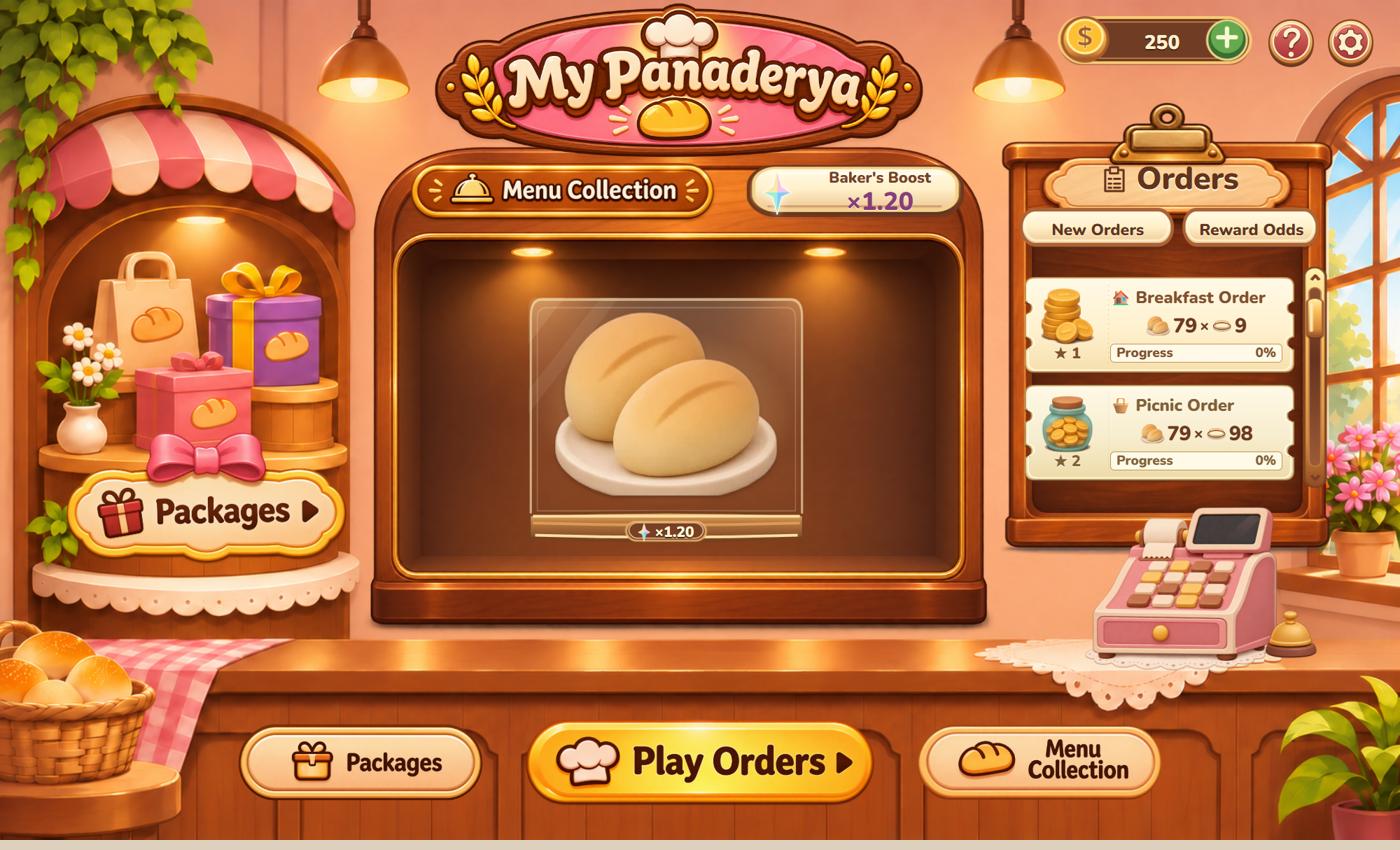 My Panaderya
$ 250 + ?
Menu Collection
Baker's Boost
×1.20
Orders
New Orders
Reward Odds
Breakfast Order
79 × 9
★ 1
Progress 0%
Picnic Order
79 × 98
★ 2
Progress 0%
×1.20
Packages
Packages
Play Orders
Menu
Collection